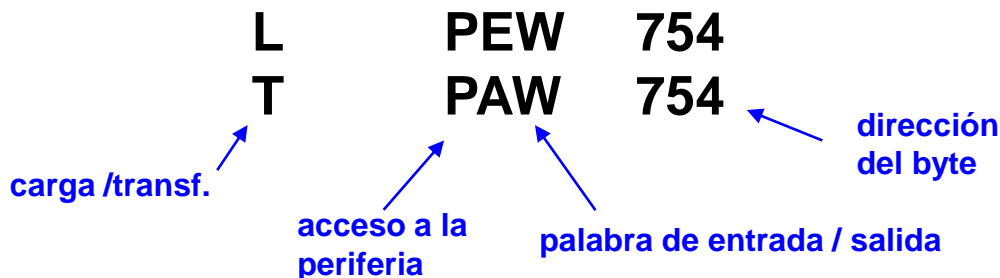 L PEW 754
T PAW 754
dirección
del byte
carga /transf.
acceso a la
periferia
palabra de entrada / salida